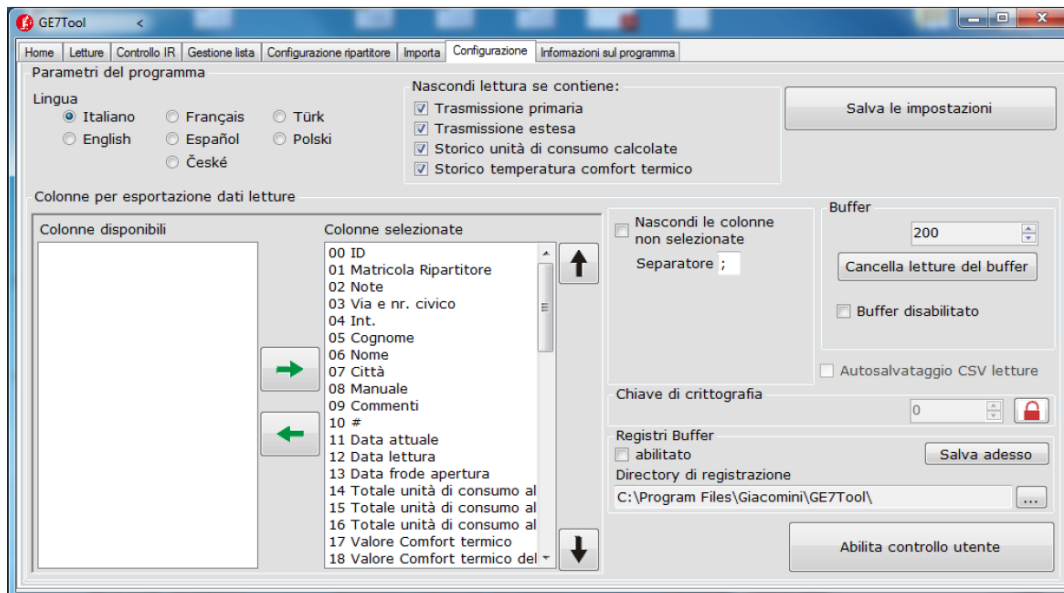 GE7Tool <
Home Letture Controllo IR Gestione lista Configurazione ripartitore Importa Configurazione Informazioni sul programma
Parametri del programma
Lingua
Italiano Français Türk
English Español Polski
České
Nascondi lettura se contiene:
Trasmissione primaria
Trasmissione estesa
Storico unità di consumo calcolate
Storico temperatura comfort termico
Salva le impostazioni
Colonne per esportazione dati letture
Colonne disponibili
Colonne selezionate
00 ID
01 Matricola Ripartitore
02 Note
03 Via e nr. civico
04 Int.
05 Cognome
06 Nome
07 Città
08 Manuale
09 Commenti
10 #
11 Data attuale
12 Data lettura
13 Data frode apertura
14 Totale unità di consumo al
15 Totale unità di consumo al
16 Totale unità di consumo al
17 Valore Comfort termico
18 Valore Comfort termico del
Nascondi le colonne
non selezionate
Separatore ;
Buffer
200
Cancella letture del buffer
Buffer disabilitato
Autosalvataggio CSV letture
Chiave di crittografia
0
Registri Buffer
abilitato
Salva adesso
Directory di registrazione
C:\Program Files\Giacomini\GE7Tool\
...
Abilita controllo utente